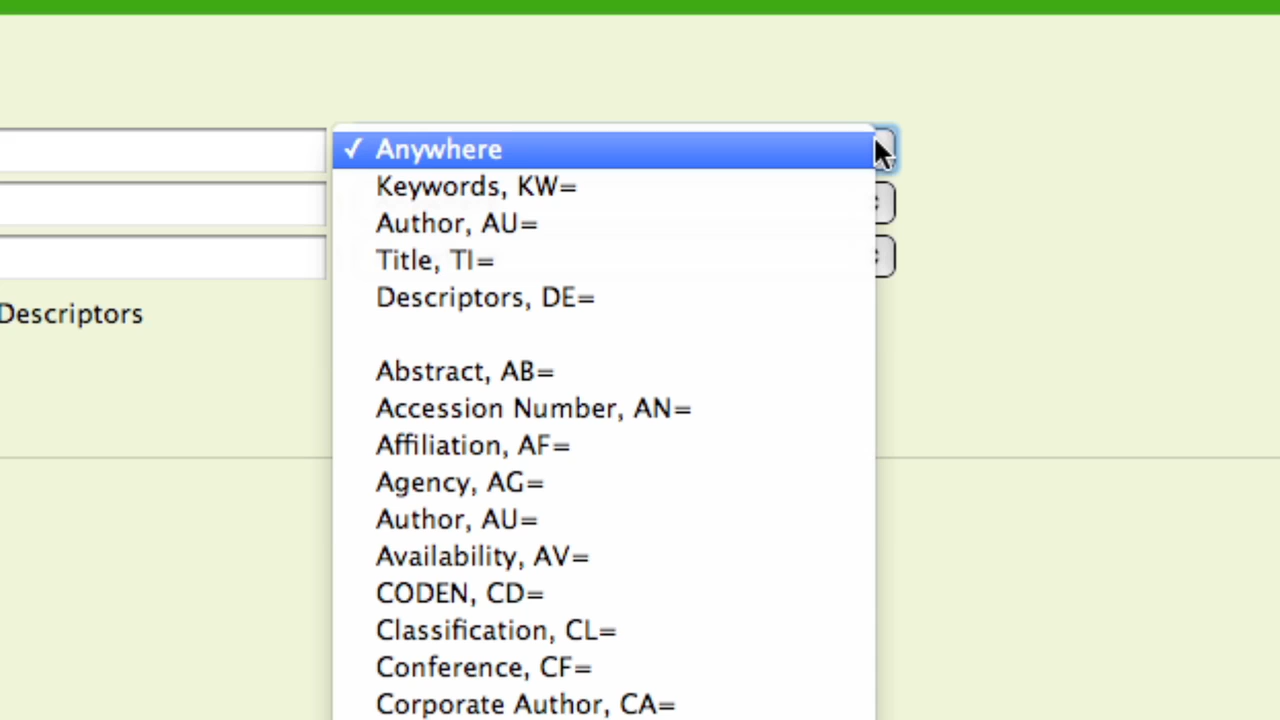 ✓ Anywhere
Keywords, KW=
Author, AU=
Title, TI=
Descriptors, DE=
Descriptors
Abstract, AB=
Accession Number, AN=
Affiliation, AF=
Agency, AG=
Author, AU=
Availability, AV=
CODEN, CD=
Classification, CL=
Conference, CF=
Corporate Author, CA=